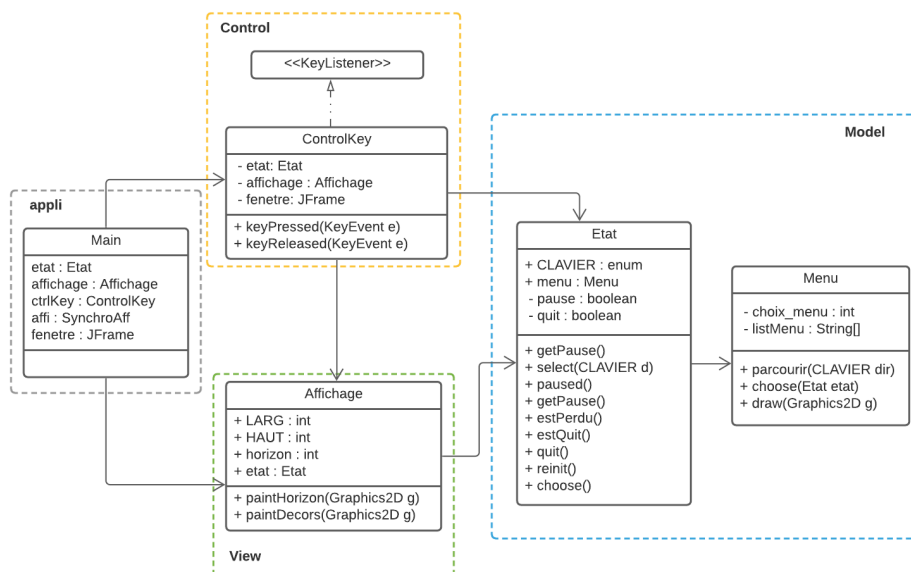 Control
<<KeyListener>>
ControlKey
- etat: Etat
- affichage : Affichage
- fenetre: JFrame
+ keyPressed(KeyEvent e)
+ keyReleased(KeyEvent e)
appli
Main
etat : Etat
affichage : Affichage
ctrlKey : ControlKey
affi : SynchroAff
fenetre : JFrame
Affichage
+ LARG : int
+ HAUT : int
+ horizon : int
+ etat : Etat
+ paintHorizon(Graphics2D g)
+ paintDecors(Graphics2D g)
View
Model
Etat
+ CLAVIER : enum
+ menu : Menu
- pause : boolean
- quit : boolean
+ getPause()
+ select(CLAVIER d)
+ paused()
+ getPause()
+ estPerdu()
+ estQuit()
+ quit()
+ reinit()
+ choose()
Menu
- choix_menu : int
- listMenu : String[]
+ parcourir(CLAVIER dir)
+ choose(Etat etat)
+ draw(Graphics2D g)